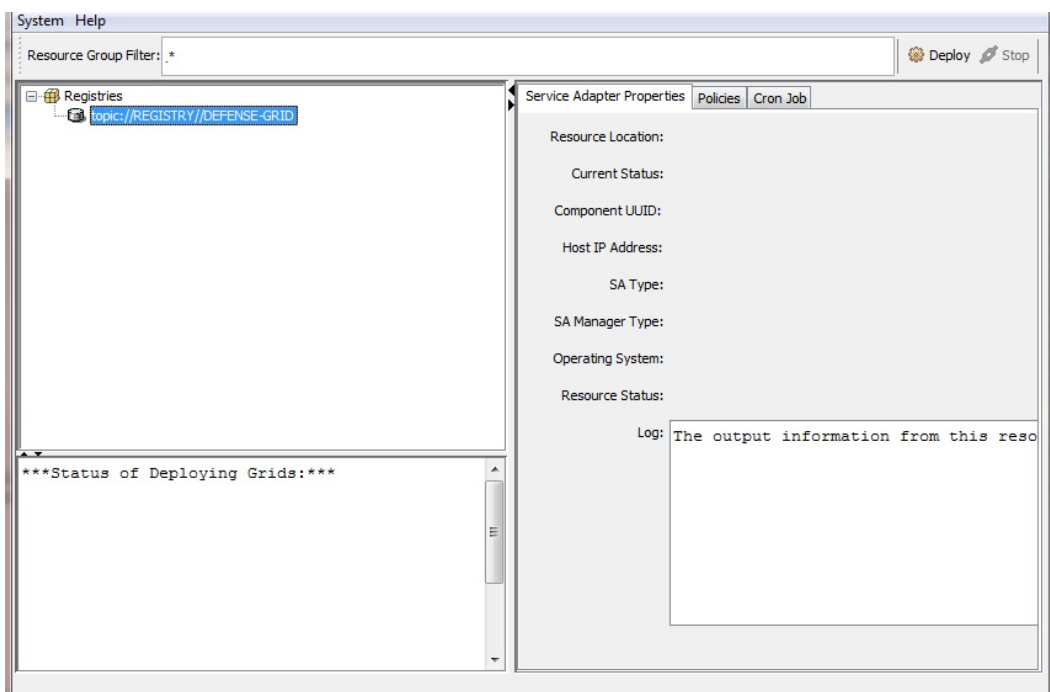 System Help
Resource Group Filter: .*
Deploy Stop
Registries
topic://REGISTRY//DEFENSE-GRID
***Status of Deploying Grids:***
Service Adapter Properties Policies Cron Job
Resource Location:
Current Status:
Component UUID:
Host IP Address:
SA Type:
SA Manager Type:
Operating System:
Resource Status:
Log: The output information from this reso